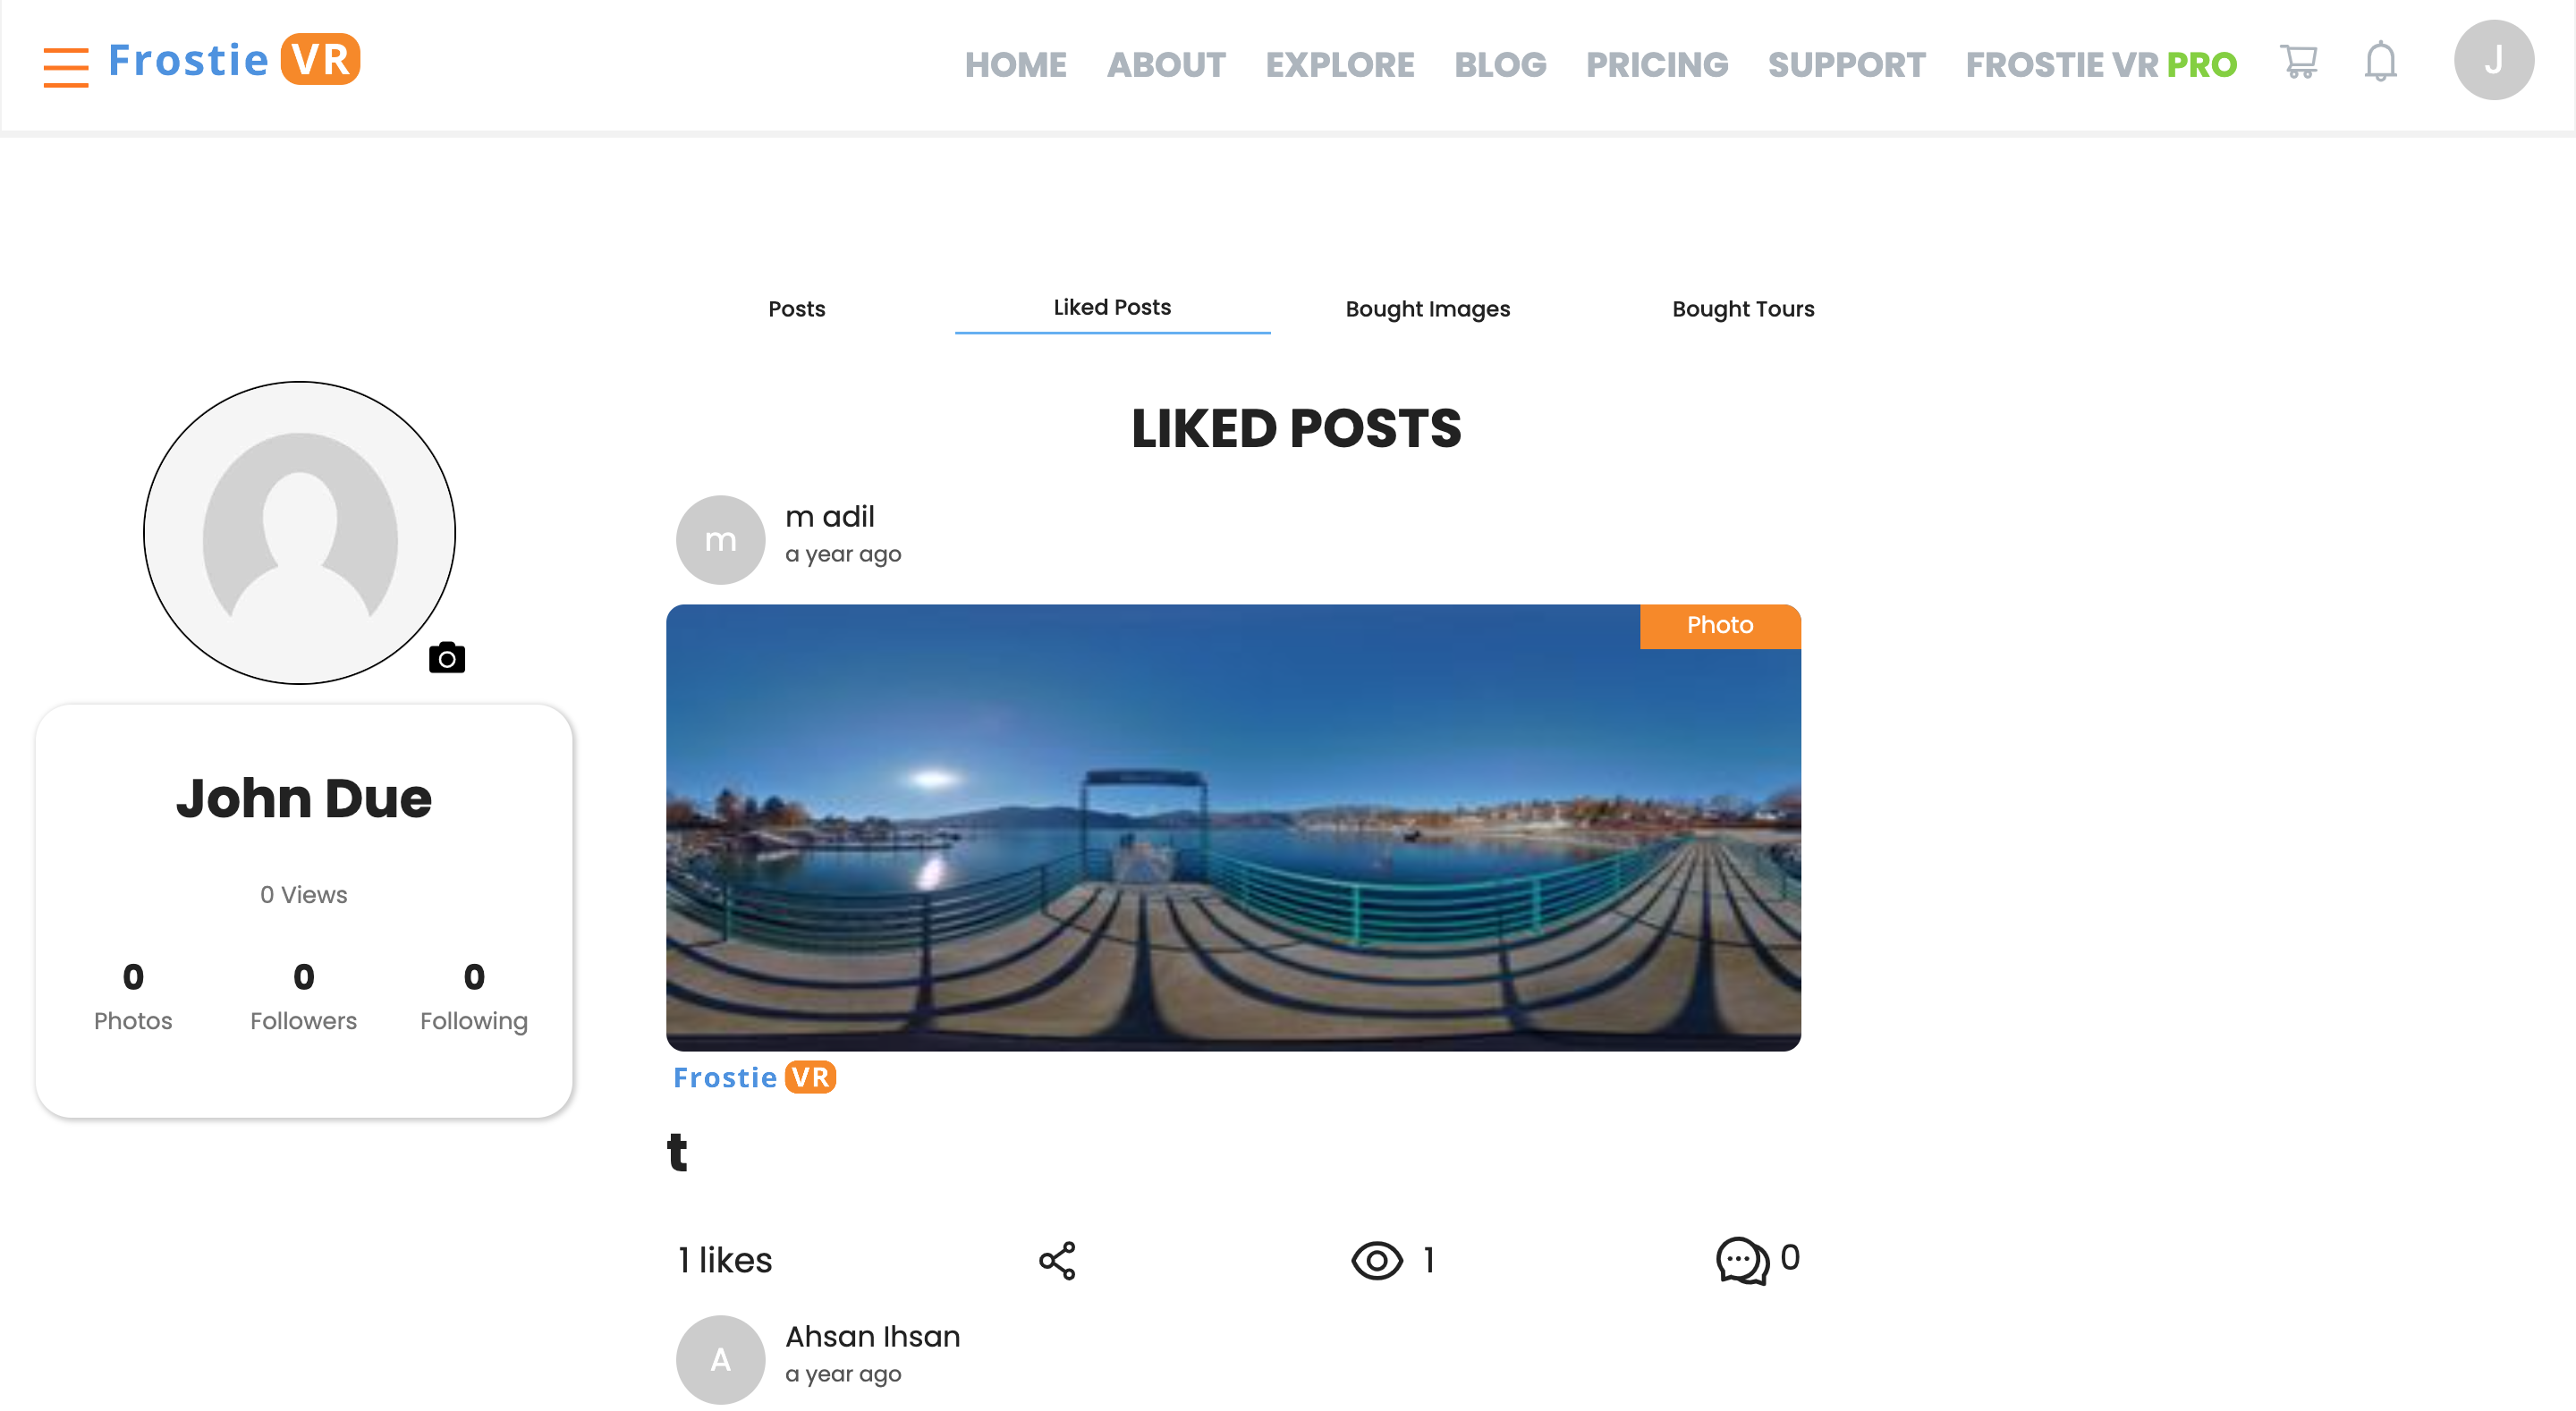 Frostie VR
HOME ABOUT EXPLORE BLOG PRICING SUPPORT FROSTIE VR PRO
J
Posts Liked Posts Bought Images Bought Tours
John Due
0 Views
0 0 0
Photos Followers Following
LIKED POSTS
m
m adil
a year ago
Photo
Frostie VR
t
1 likes 1 0
A
Ahsan Ihsan
a year ago